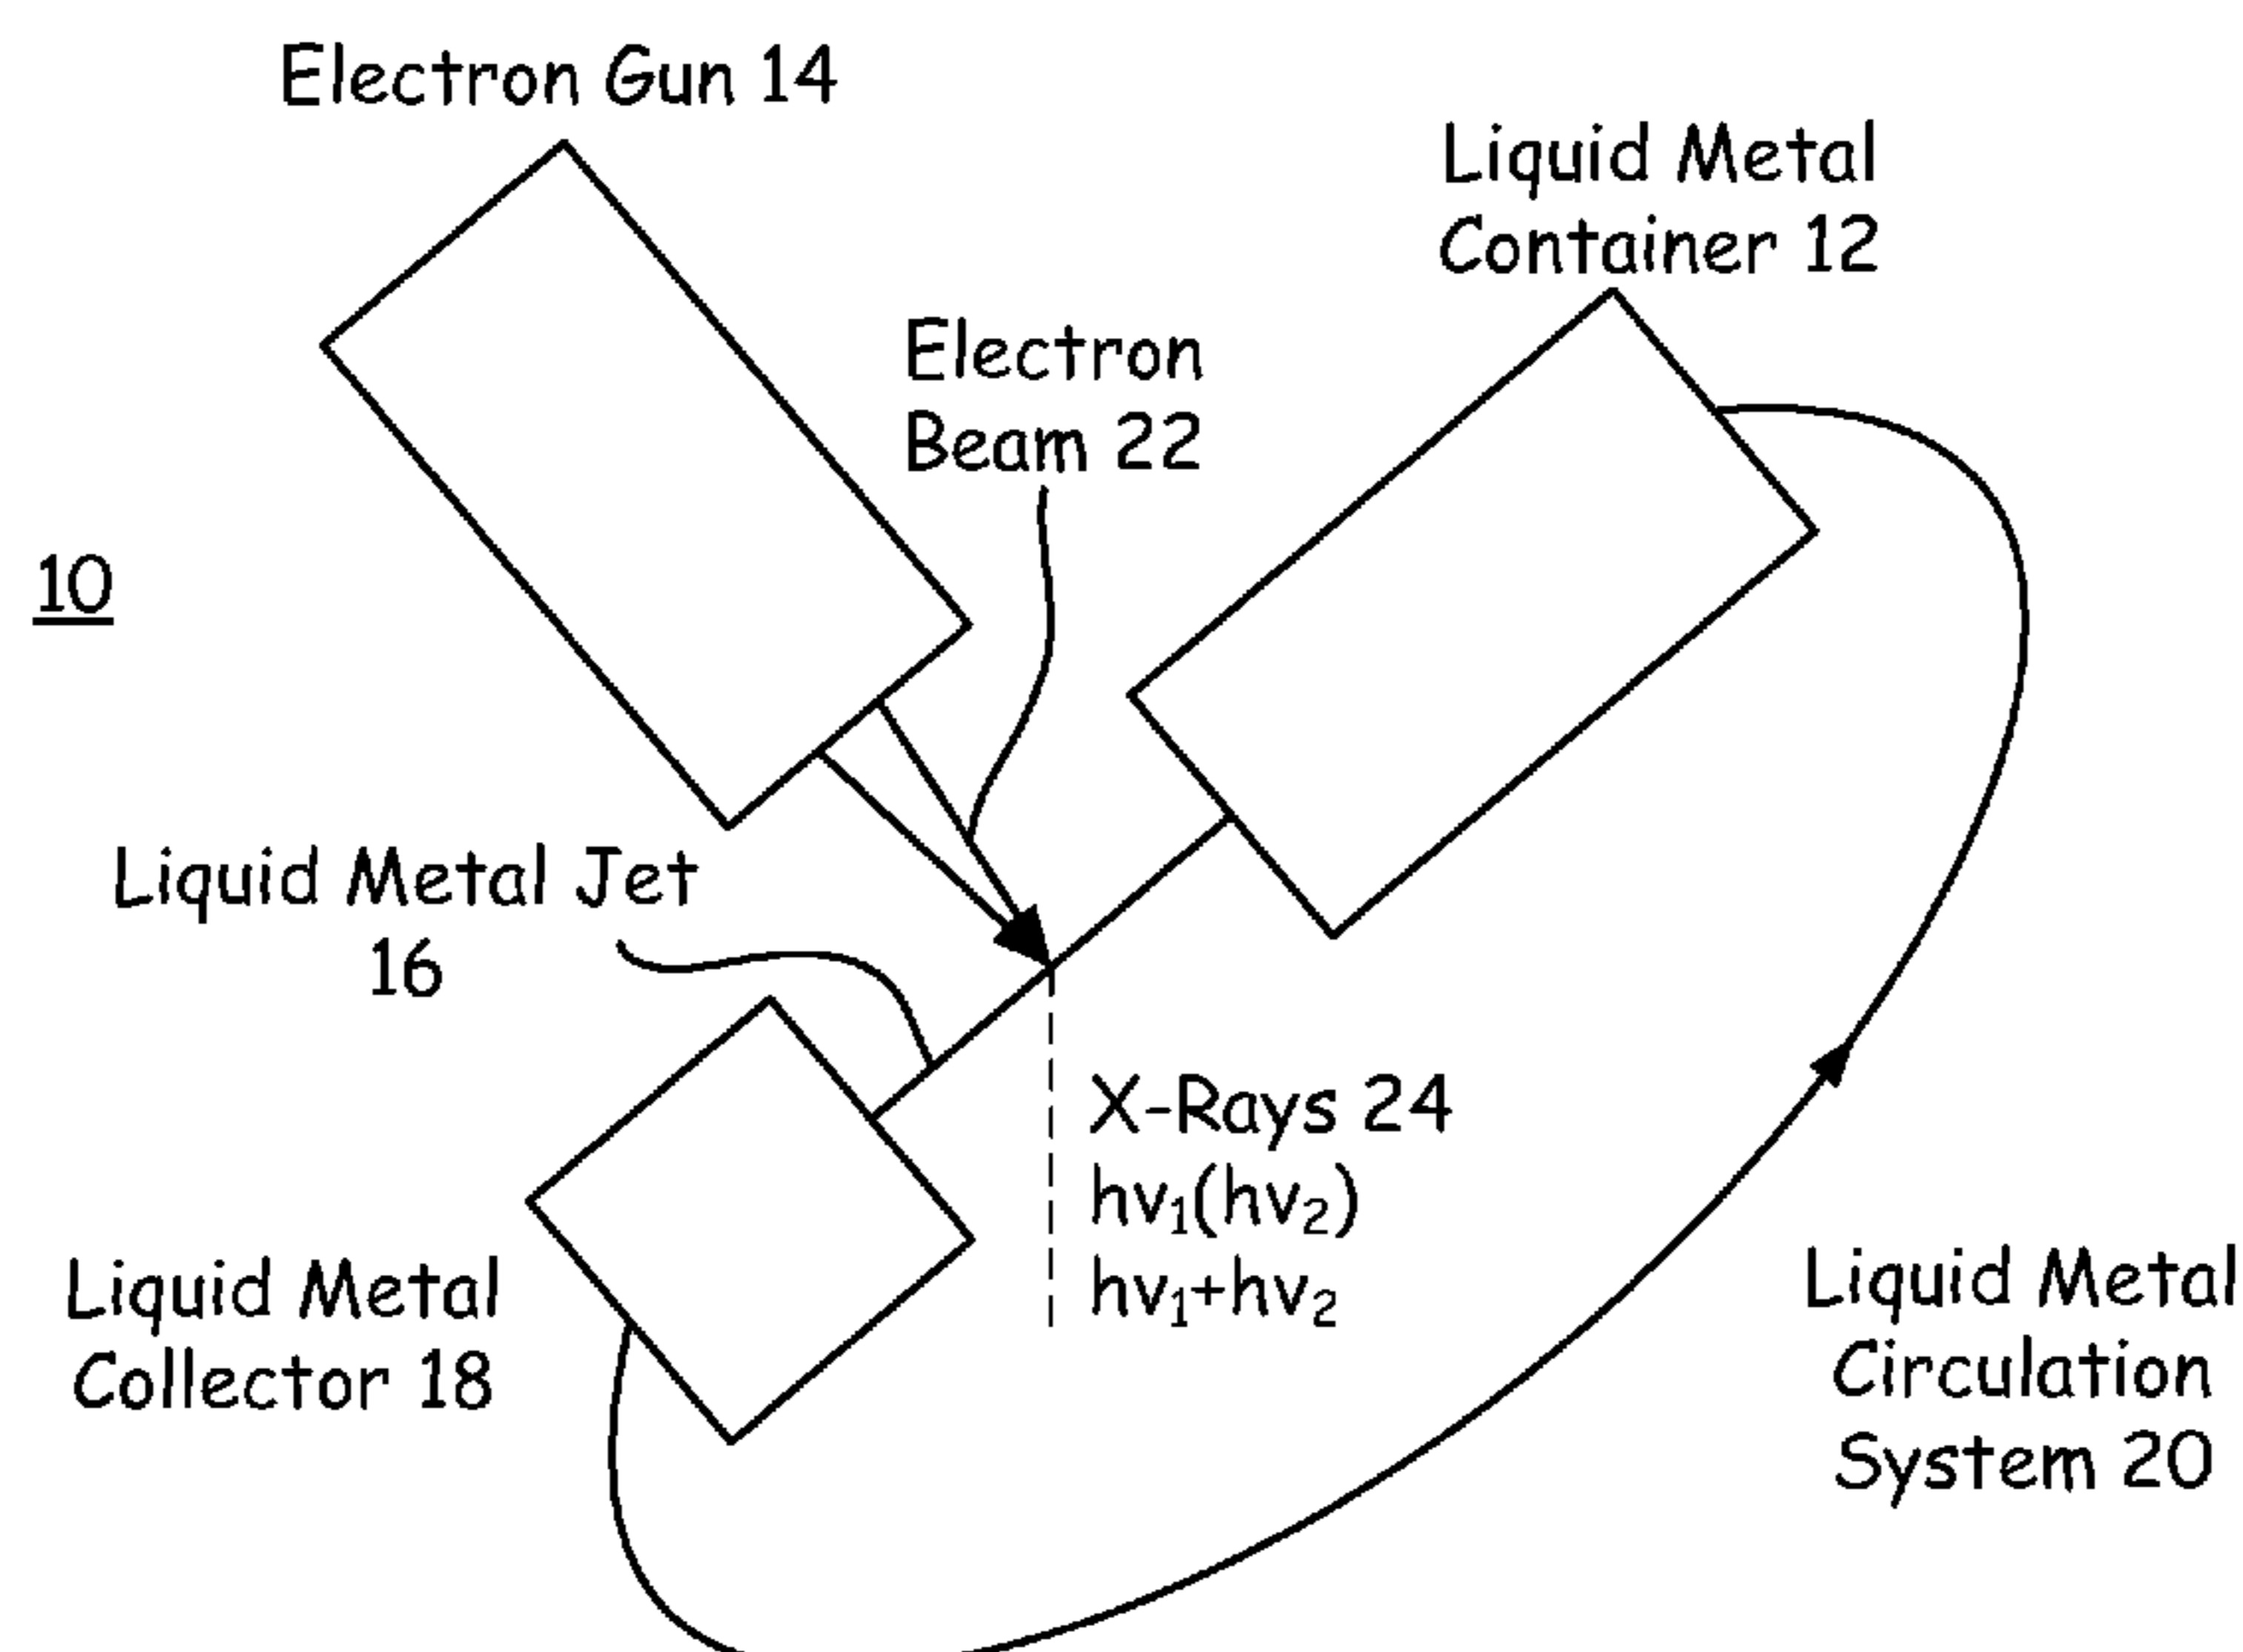 Electron Gun 14
Liquid Metal
Container 12
Electron
Beam 22
10
Liquid Metal Jet
16
X-Rays 24
hv₁(hv₂)
hv₁+hv₂
Liquid Metal
Collector 18
Liquid Metal
Circulation
System 20